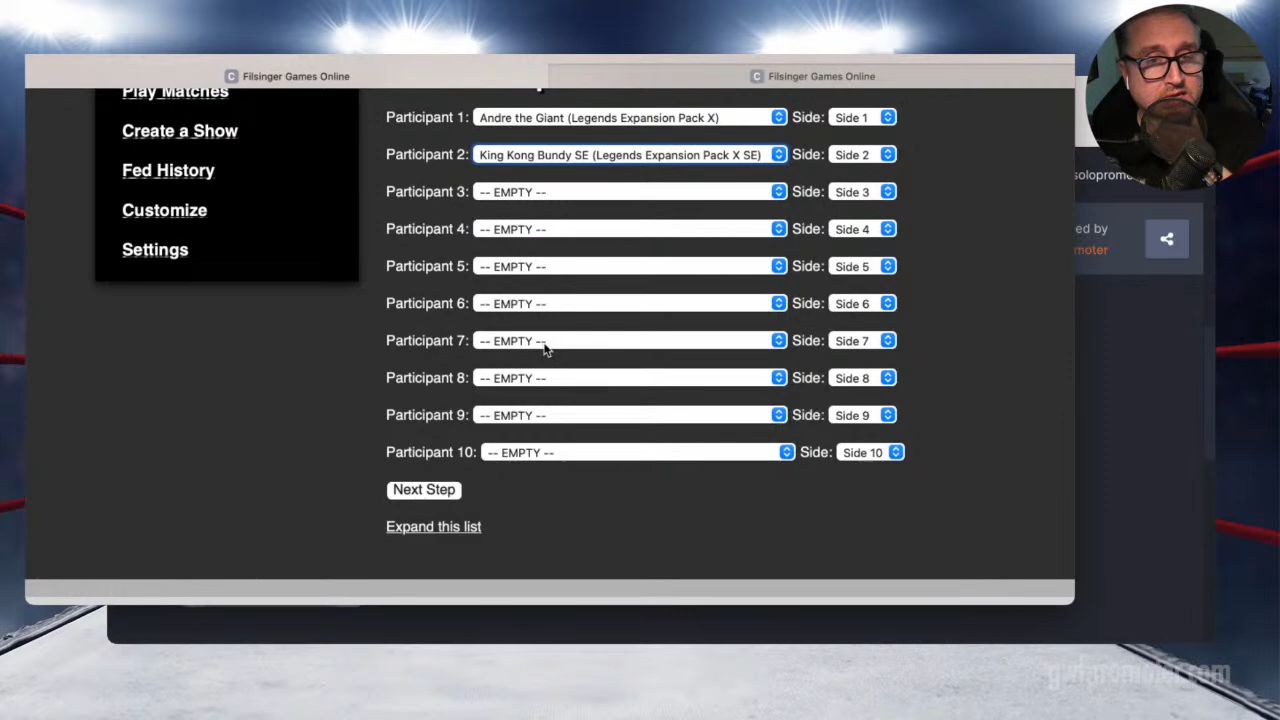 C Filsinger Games Online
C Filsinger Games Online
Play Matches
Create a Show
Fed History
Customize
Settings
Participant 1: Andre the Giant (Legends Expansion Pack X) Side: Side 1
Participant 2: King Kong Bundy SE (Legends Expansion Pack X SE) Side: Side 2
Participant 3: -- EMPTY -- Side: Side 3
Participant 4: -- EMPTY -- Side: Side 4
Participant 5: -- EMPTY -- Side: Side 5
Participant 6: -- EMPTY -- Side: Side 6
Participant 7: -- EMPTY -- Side: Side 7
Participant 8: -- EMPTY -- Side: Side 8
Participant 9: -- EMPTY -- Side: Side 9
Participant 10: -- EMPTY -- Side: Side 10
Next Step
Expand this list
solopromo
ed by
moter